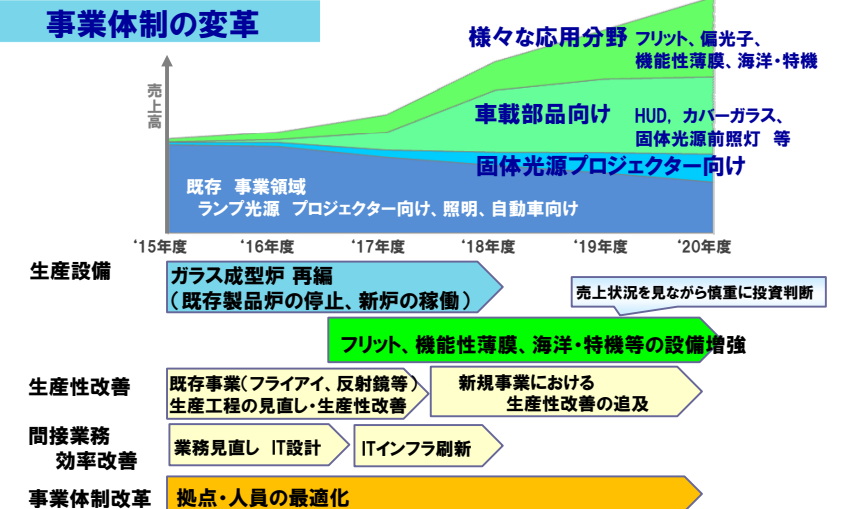 事業体制の変革
売上高
様々な応用分野 フリット、偏光子、
機能性薄膜、海洋・特機
車載部品向け HUD, カバーガラス、
固体光源前照灯 等
固体光源プロジェクター向け
既存 事業領域
ランプ光源 プロジェクター向け、照明、自動車向け
‘15年度 ‘16年度 ‘17年度 ‘18年度 ‘19年度 ‘20年度
生産設備
ガラス成型炉 再編
（既存製品炉の停止、新炉の稼働）
売上状況を見ながら慎重に投資判断
フリット、機能性薄膜、海洋・特機等の設備増強
生産性改善
既存事業（フライアイ、反射鏡等）
生産工程の見直し・生産性改善
新規事業における
生産性改善の追及
間接業務
効率改善
業務見直し IT設計
ITインフラ刷新
事業体制改革
拠点・人員の最適化